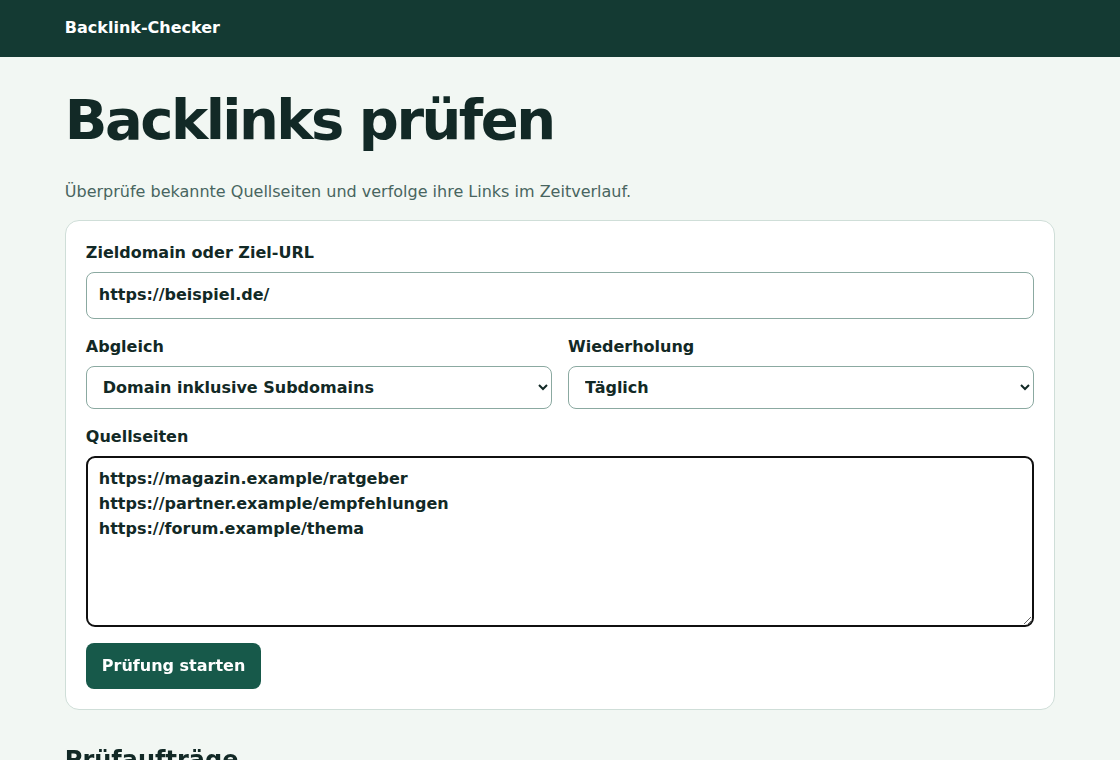 Backlink-Checker
Backlinks prüfen
Überprüfe bekannte Quellseiten und verfolge ihre Links im Zeitverlauf.
Zieldomain oder Ziel-URL
https://beispiel.de/
Abgleich
Wiederholung
Domain inklusive Subdomains
Täglich
Quellseiten
https://magazin.example/ratgeber
https://partner.example/empfehlungen
https://forum.example/thema
Prüfung starten
Prüfaufträge